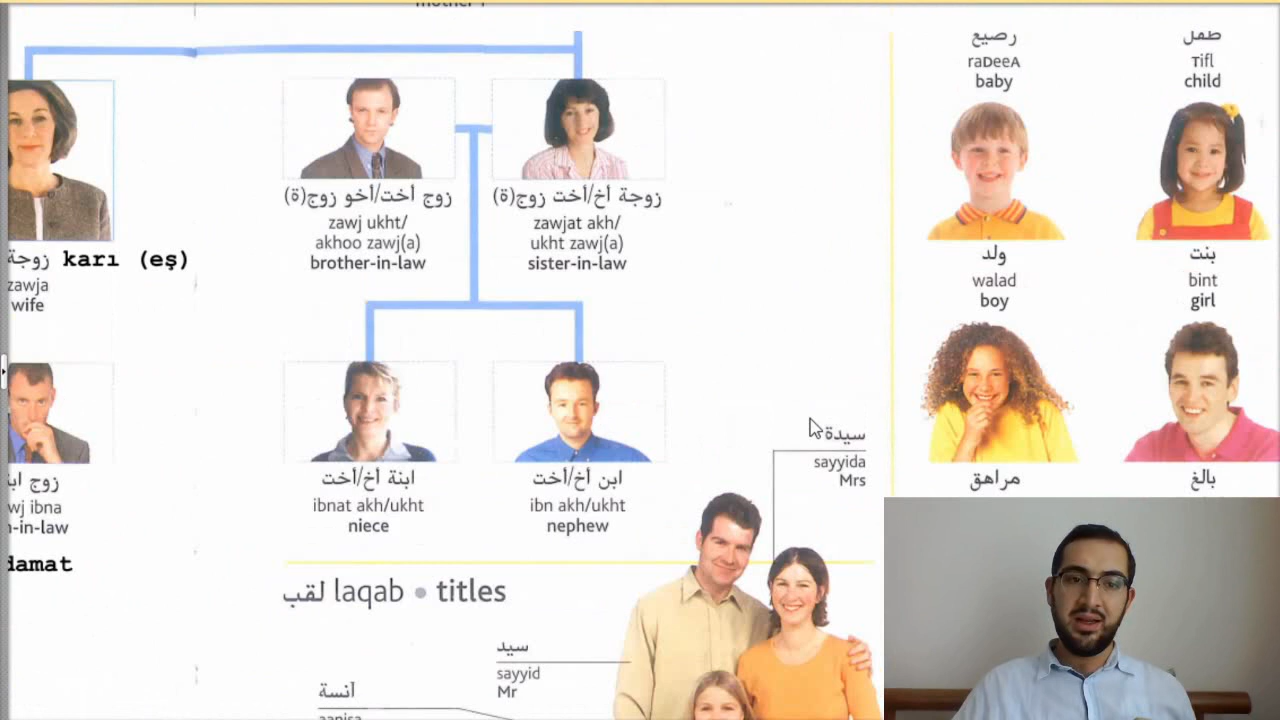 زوجة karı (eş)
zawja
wife
زوج أخت/أخو زوج(ة)
zawj ukht/
akhoo zawj(a)
brother-in-law
زوجة أخ/أخت زوج(ة)
zawjat akh/
ukht zawj(a)
sister-in-law
wj ibna
-in-law
damat
ابنة أخ/أخت
ibnat akh/ukht
niece
ابن أخ/أخت
ibn akh/ukht
nephew
سيدة
sayyida
Mrs
لقب laqab • titles
سيد
sayyid
Mr
آنسة
رضيع
raDeeA
baby
طفل
Tifl
child
ولد
walad
boy
بنت
bint
girl
مراهق
بالغ